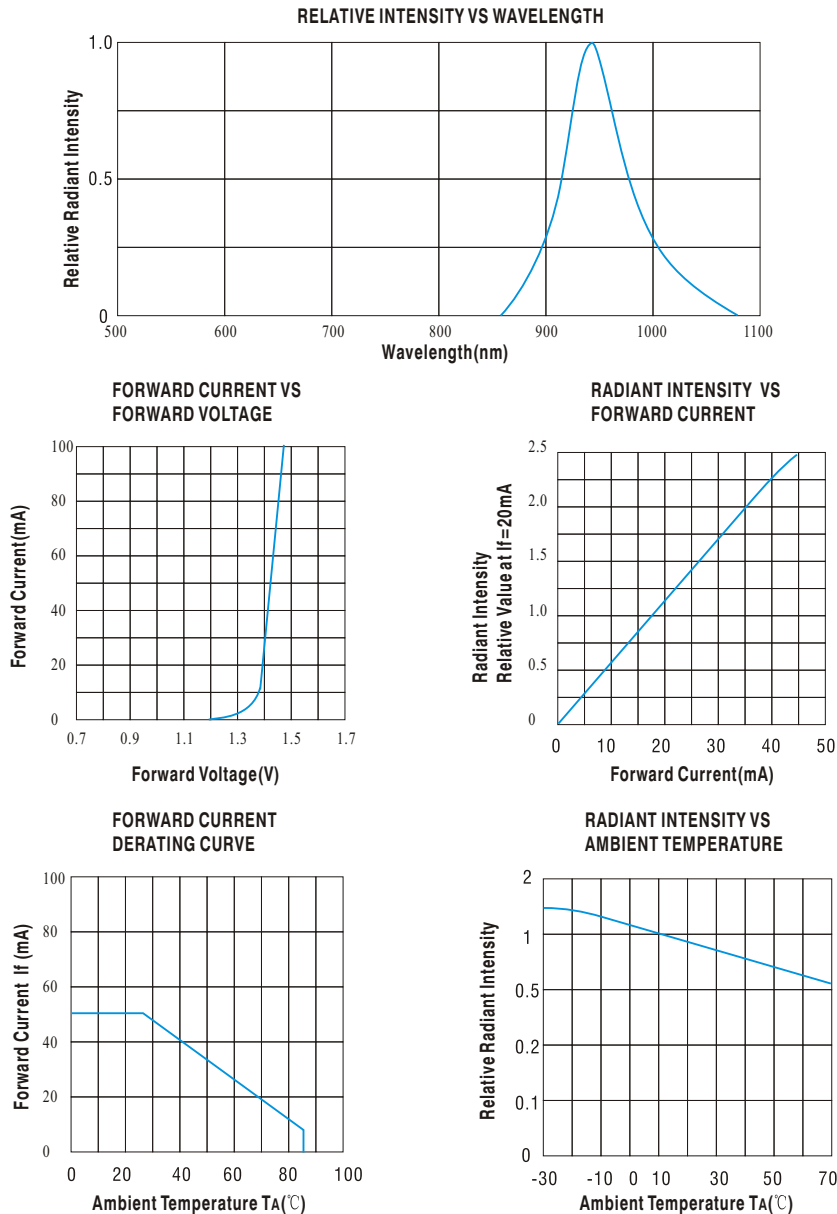 RELATIVE INTENSITY VS WAVELENGTH
1.0
0.5
0
Relative Radiant Intensity
500 600 700 800 900 1000 1100
Wavelength(nm)
FORWARD CURRENT VS
FORWARD VOLTAGE
100
80
60
40
20
0
Forward Current(mA)
0.7 0.9 1.1 1.3 1.5 1.7
Forward Voltage(V)
RADIANT INTENSITY VS
FORWARD CURRENT
2.5
2.0
1.5
1.0
0.5
0
Radiant Intensity
Relative Value at If=20mA
0 10 20 30 40 50
Forward Current(mA)
FORWARD CURRENT
DERATING CURVE
100
80
60
40
20
0
Forward Current If (mA)
0 20 40 60 80 100
Ambient Temperature TA(℃)
RADIANT INTENSITY VS
AMBIENT TEMPERATURE
2
1
0.5
0.2
0.1
0
Relative Radiant Intensity
-30 -10 0 10 30 50 70
Ambient Temperature TA(℃)